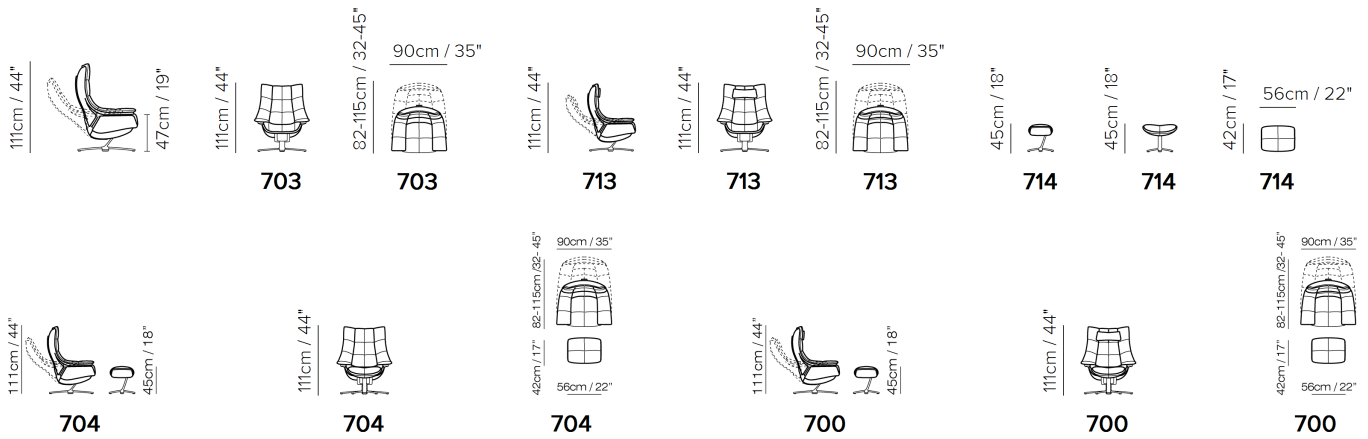 111cm / 44"
47cm / 19"
111cm / 44"
703
82-115cm / 32-45"
90cm / 35"
703
111cm / 44"
713
111cm / 44"
713
82-115cm / 32-45"
90cm / 35"
713
45cm / 18"
714
45cm / 18"
714
42cm / 17"
56cm / 22"
714
111cm / 44"
45cm / 18"
704
111cm / 44"
704
90cm / 35"
82-115cm /32- 45"
42cm / 17"
56cm / 22"
704
111cm / 44"
45cm / 18"
700
111cm / 44"
700
90cm / 35"
82-115cm /32- 45"
42cm / 17"
56cm / 22"
700